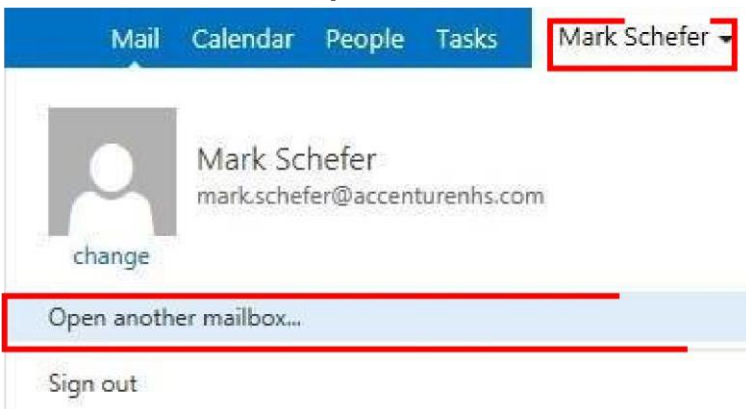 Mail Calendar People Tasks Mark Schefer
Mark Schefer
mark.schefer@accenturenhs.com
change
Open another mailbox...
Sign out